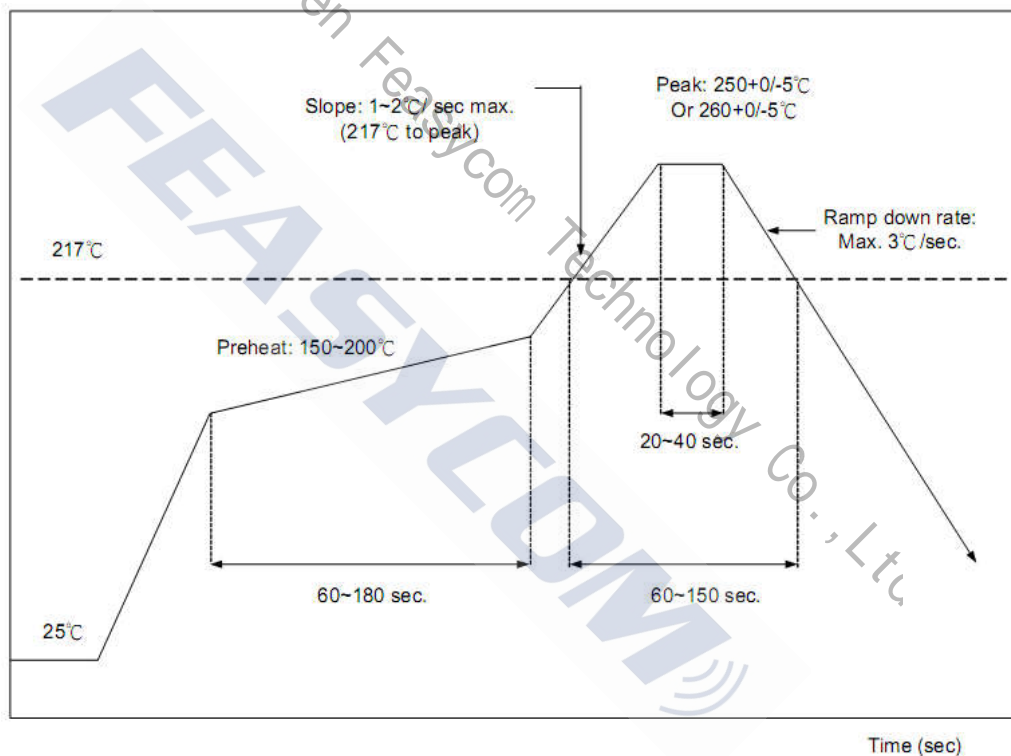 en Feasycom Technology Co., Ltd
FEASYCOM
Slope: 1~2℃/ sec max.
(217℃ to peak)
Peak: 250+0/-5℃
Or 260+0/-5℃
217℃
Ramp down rate:
Max. 3℃/sec.
Preheat: 150~200℃
20~40 sec.
60~180 sec.
60~150 sec.
25℃
Time (sec)